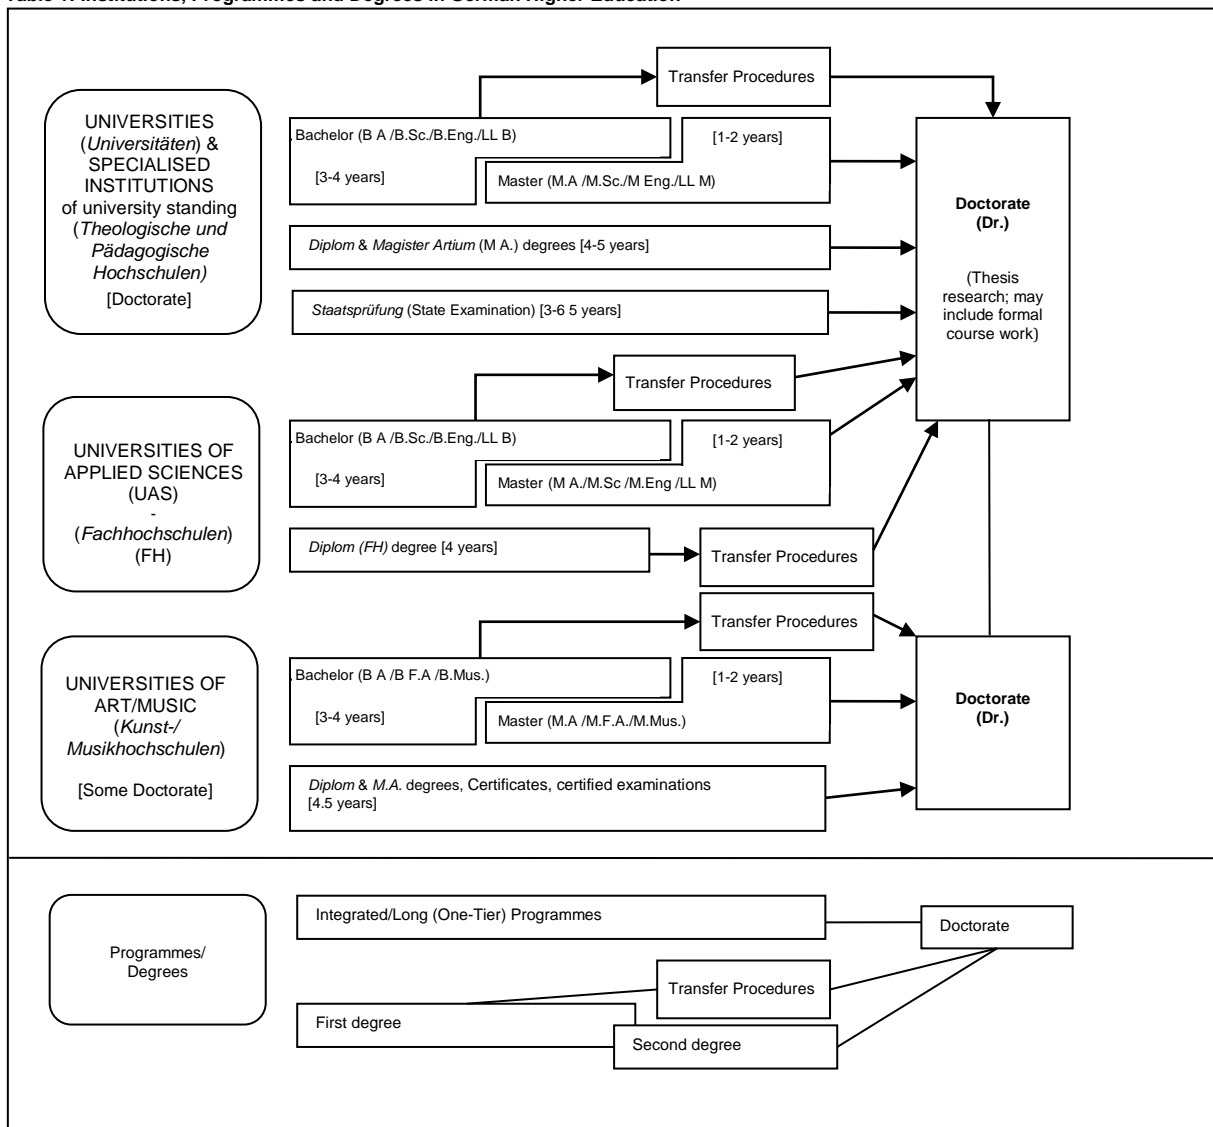 Table 1: Institutions, Programmes and Degrees in German Higher Education
Transfer Procedures
UNIVERSITIES
(Universitäten) &
SPECIALISED
INSTITUTIONS
of university standing
(Theologische und
Pädagogische
Hochschulen)
[Doctorate]
Bachelor (B A /B.Sc./B.Eng./LL B)
[3-4 years]
[1-2 years]
Master (M.A /M.Sc./M Eng./LL M)
Diplom & Magister Artium (M A.) degrees [4-5 years]
Staatsprüfung (State Examination) [3-6 5 years]
Doctorate
(Dr.)
(Thesis
research; may
include formal
course work)
Transfer Procedures
UNIVERSITIES OF
APPLIED SCIENCES
(UAS)
-
(Fachhochschulen)
(FH)
Bachelor (B A /B.Sc./B.Eng./LL B)
[3-4 years]
[1-2 years]
Master (M A./M.Sc /M.Eng /LL M)
Diplom (FH) degree [4 years]
Transfer Procedures
Transfer Procedures
UNIVERSITIES OF
ART/MUSIC
(Kunst-/
Musikhochschulen)
[Some Doctorate]
Bachelor (B A /B F.A /B.Mus.)
[3-4 years]
[1-2 years]
Master (M.A /M.F.A./M.Mus.)
Diplom & M.A. degrees, Certificates, certified examinations
[4.5 years]
Doctorate
(Dr.)
Programmes/
Degrees
Integrated/Long (One-Tier) Programmes
Doctorate
Transfer Procedures
First degree
Second degree